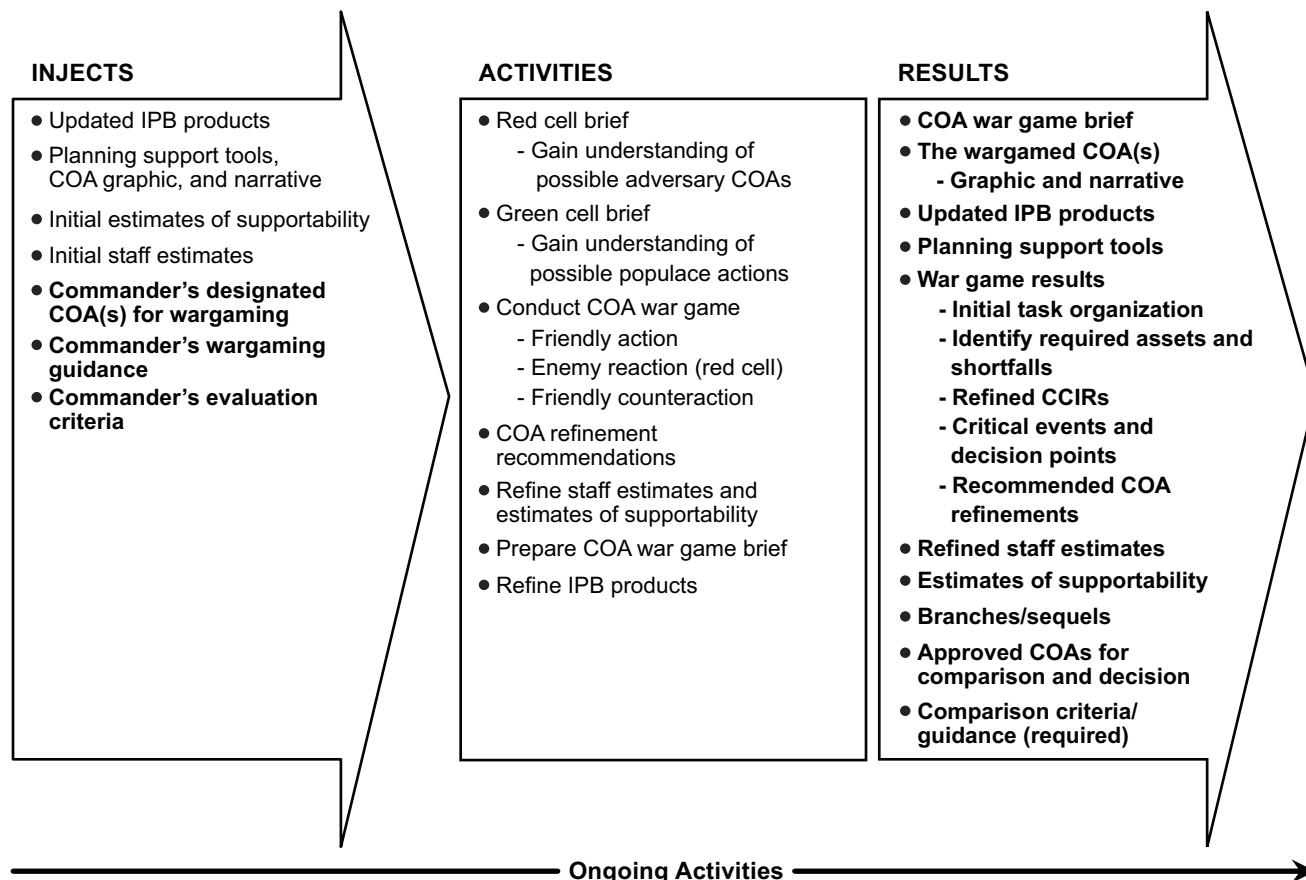 INJECTS
• Updated IPB products
• Planning support tools,
COA graphic, and narrative
• Initial estimates of supportability
• Initial staff estimates
• Commander’s designated
COA(s) for wargaming
• Commander’s wargaming
guidance
• Commander’s evaluation
criteria
ACTIVITIES
• Red cell brief
- Gain understanding of
possible adversary COAs
• Green cell brief
- Gain understanding of
possible populace actions
• Conduct COA war game
- Friendly action
- Enemy reaction (red cell)
- Friendly counteraction
• COA refinement
recommendations
• Refine staff estimates and
estimates of supportability
• Prepare COA war game brief
• Refine IPB products
RESULTS
• COA war game brief
• The wargamed COA(s)
- Graphic and narrative
• Updated IPB products
• Planning support tools
• War game results
- Initial task organization
- Identify required assets and
shortfalls
- Refined CCIRs
- Critical events and
decision points
- Recommended COA
refinements
• Refined staff estimates
• Estimates of supportability
• Branches/sequels
• Approved COAs for
comparison and decision
• Comparison criteria/
guidance (required)
Ongoing Activities